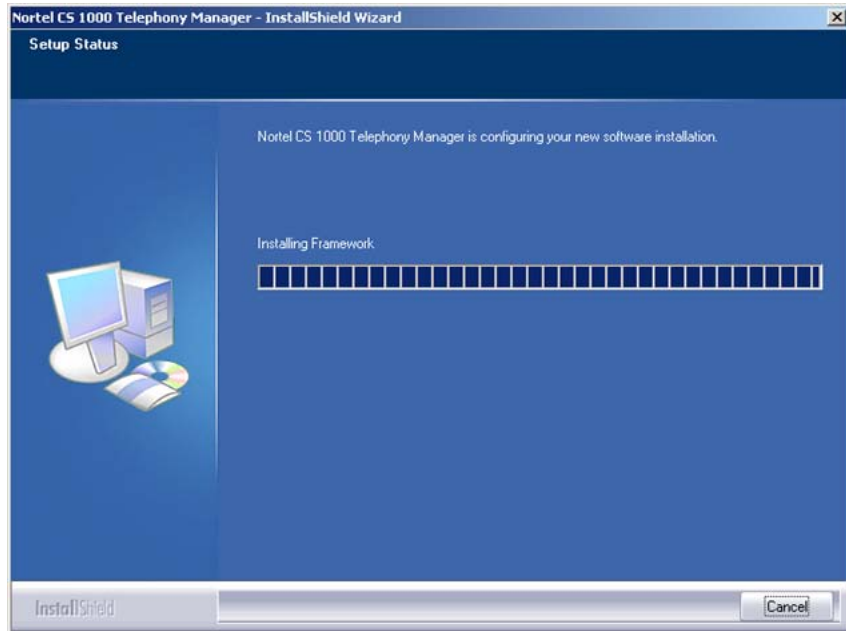 Nortel CS 1000 Telephony Manager - InstallShield Wizard
Setup Status
Nortel CS 1000 Telephony Manager is configuring your new software installation.
Installing Framework
InstallShield
Cancel